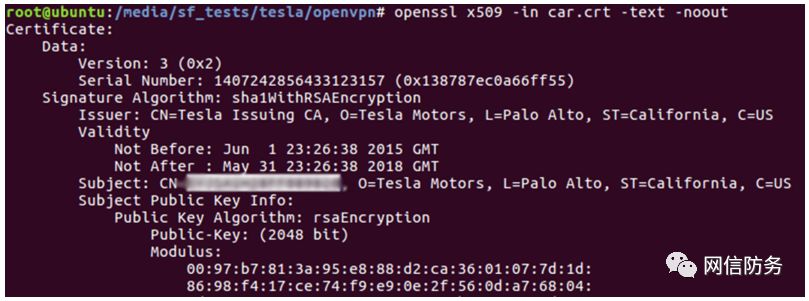 root@ubuntu:/media/sf_tests/tesla/openvpn# openssl x509 -in car.crt -text -noout
Certificate:
Data:
Version: 3 (0x2)
Serial Number: 1407242856433123157 (0x138787ec0a66ff55)
Signature Algorithm: sha1WithRSAEncryption
Issuer: CN=Tesla Issuing CA, O=Tesla Motors, L=Palo Alto, ST=California, C=US
Validity
Not Before: Jun  1 23:26:38 2015 GMT
Not After : May 31 23:26:38 2018 GMT
Subject: CN , O=Tesla Motors, L=Palo Alto, ST=California, C=US
Subject Public Key Info:
Public Key Algorithm: rsaEncryption
Public-Key: (2048 bit)
Modulus:
00:97:b7:81:3a:95:e8:88:d2:ca:36:01:07:7d:1d:
86:98:f4:17:ce:74:f9:e9:0e:2f:56:0d:a7:68:04:
网信防务